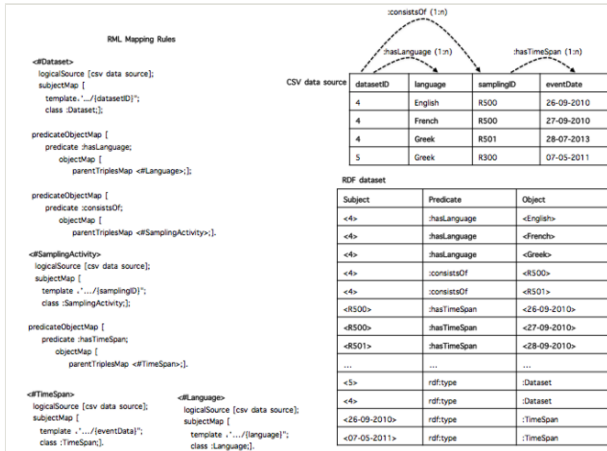 RML Mapping Rules
<#Dataset>
logicalSource [csv data source];
subjectMap [
template.'.../{datasetID}";
class :Dataset;];
predicateObjectMap [
predicate :hasLanguage;
objectMap [
parentTriplesMap <#Language>;];
predicateObjectMap [
predicate :consistsOf;
objectMap [
parentTriplesMap <#SamplingActivity>;].
<#SamplingActivity>
logicalSource [csv data source];
subjectMap [
template .'.../{samplingID}";
class :SamplingActivity;];
predicateObjectMap [
predicate :hasTimeSpan;
objectMap [
parentTriplesMap <#TimeSpan>;].
<#TimeSpan>
logicalSource [csv data source];
subjectMap [
template .'.../{eventData}";
class :TimeSpan;].
<#Language>
logicalSource [csv data source];
subjectMap [
template .'.../{language}";
class :Language;].
:consistsOf (1:n)
:hasLanguage (1:n) :hasTimeSpan (1:n)
CSV data source
datasetID language samplingID eventDate
4 English R500 26-09-2010
4 French R500 27-09-2010
4 Greek R501 28-07-2013
5 Greek R300 07-05-2011
RDF dataset
Subject Predicate Object
<4> :hasLanguage <English>
<4> :hasLanguage <French>
<4> :hasLanguage <Greek>
<4> :consistsOf <R500>
<4> :consistsOf <R501>
<R500> :hasTimeSpan <26-09-2010>
<R500> :hasTimeSpan <27-09-2010>
<R501> :hasTimeSpan <28-09-2010>
... ... ...
<5> rdf:type :Dataset
<4> rdf:type :Dataset
<26-09-2010> rdf:type :TimeSpan
<07-05-2011> rdf:type :TimeSpan